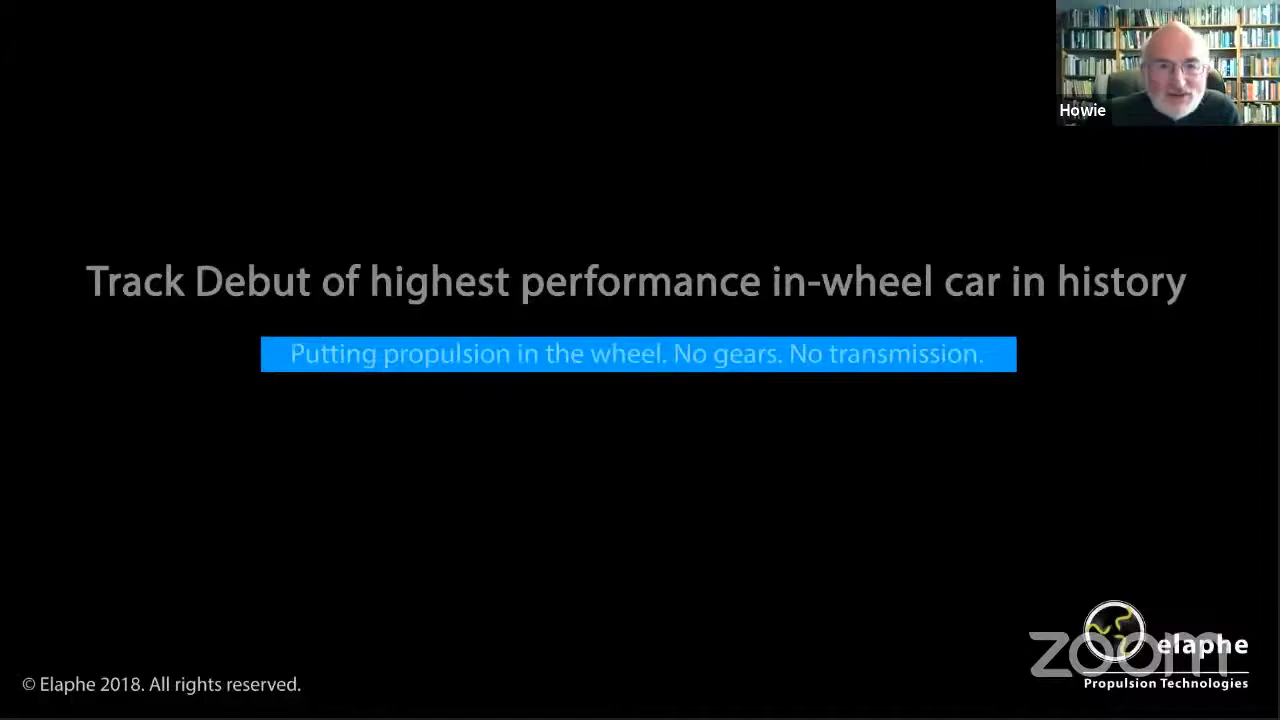 Howie
Track Debut of highest performance in-wheel car in history
Putting propulsion in the wheel. No gears. No transmission.
zoom
elaphe
Propulsion Technologies
© Elaphe 2018. All rights reserved.